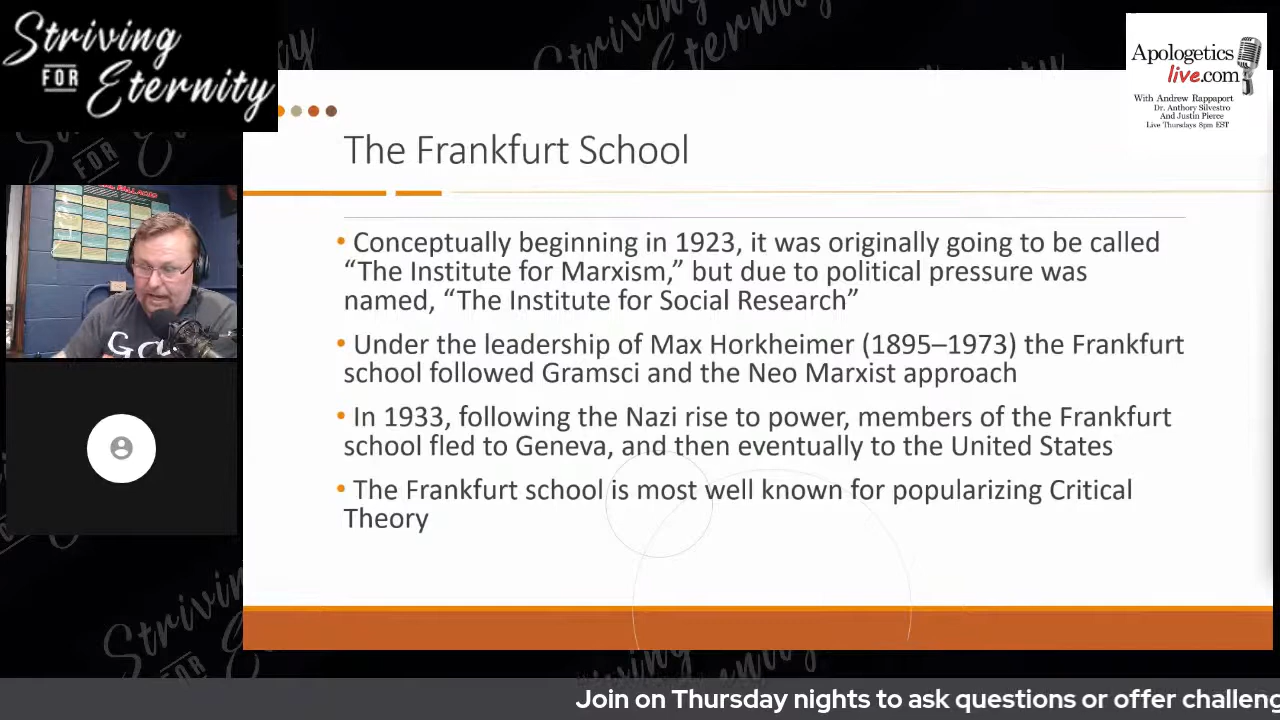 Striving
FOR
Eternity
Apologetics
live.com
With Andrew Rappaport
Dr. Anthony Silvestro
And Justin Pierce
Live Thursdays 8pm EST
The Frankfurt School
• Conceptually beginning in 1923, it was originally going to be called
“The Institute for Marxism,” but due to political pressure was
named, “The Institute for Social Research”
• Under the leadership of Max Horkheimer (1895–1973) the Frankfurt
school followed Gramsci and the Neo Marxist approach
• In 1933, following the Nazi rise to power, members of the Frankfurt
school fled to Geneva, and then eventually to the United States
• The Frankfurt school is most well known for popularizing Critical
Theory
Join on Thursday nights to ask questions or offer challeng